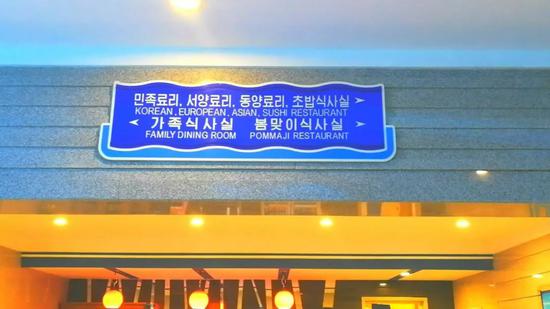 민족료리, 서양료리, 동양료리, 초밥식사실
KOREAN, EUROPEAN, ASIAN, SUSHI RESTAURANT
가족식사실 봄맞이식사실
FAMILY DINING ROOM POMMAJI RESTAURANT